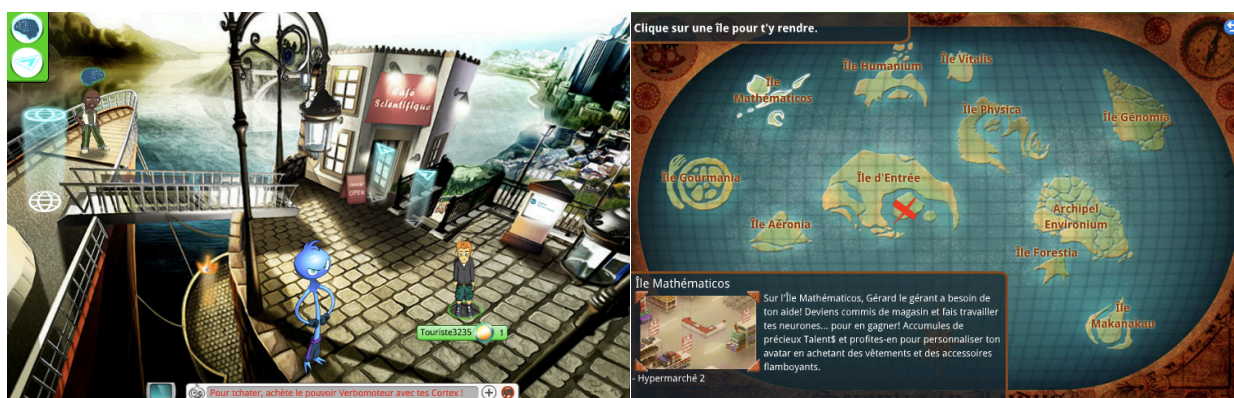 Café
Scientifique
OPEN
Touriste3235 1
Pour tchater, achète le pouvoir Verbomoteur avec tes Cortex !
Clique sur une île pour t'y rendre.
Île
Mathématicos
Île Humanium
Île Vitalis
Île Physica
Île Génomia
Île Gourmania
Île d'Entrée
Île Aéronia
Archipel
Environium
Île Forestia
Île
Makanakau
Île Mathématicos
Sur l'Île Mathématicos, Gérard le gérant a besoin de
ton aide! Deviens commis de magasin et fais travailler
tes neurones... pour en gagner! Accumules de
précieux Talent$ et profites-en pour personnaliser ton
avatar en achetant des vêtements et des accessoires
flamboyants.
- Hypermarché 2